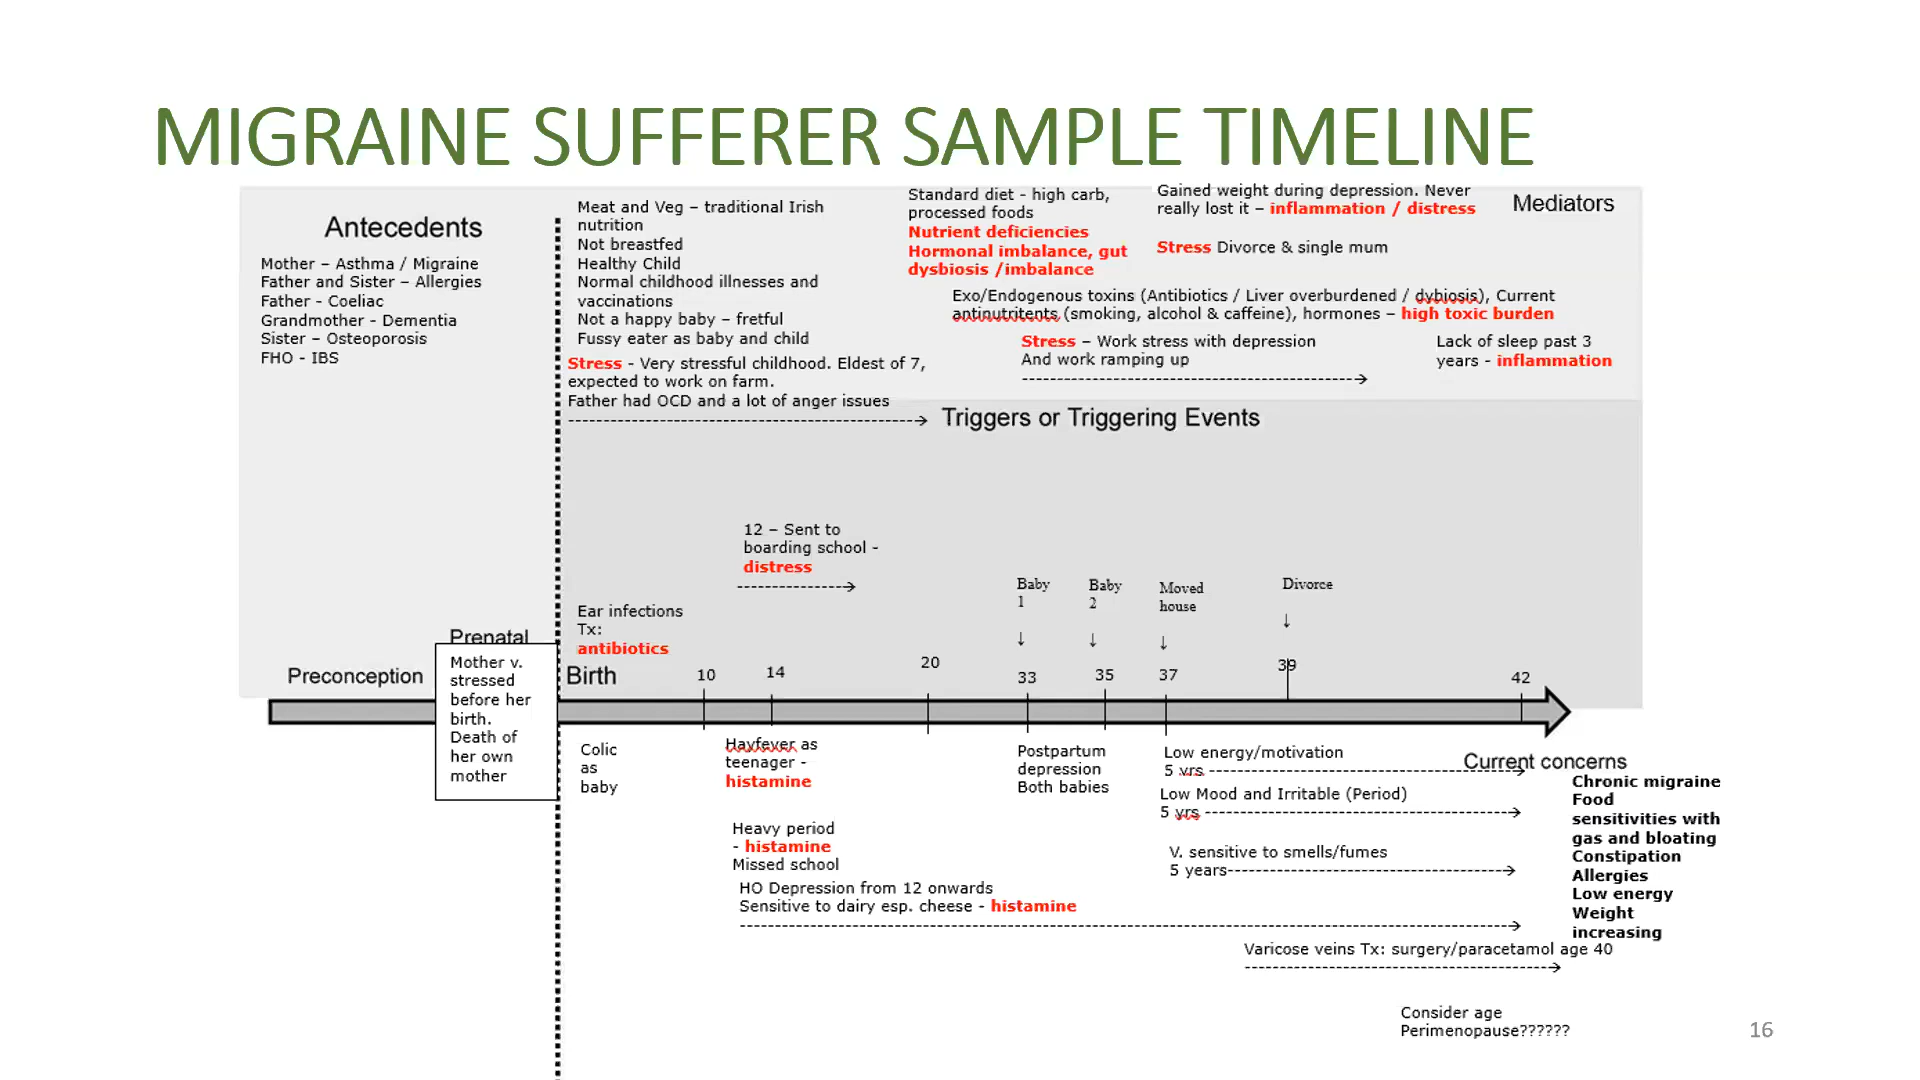 MIGRAINE SUFFERER SAMPLE TIMELINE
Antecedents
Mother – Asthma / Migraine
Father and Sister – Allergies
Father - Coeliac
Grandmother - Dementia
Sister – Osteoporosis
FHO - IBS
Meat and Veg – traditional Irish
nutrition
Not breastfed
Healthy Child
Normal childhood illnesses and
vaccinations
Not a happy baby – fretful
Fussy eater as baby and child
Stress - Very stressful childhood. Eldest of 7,
expected to work on farm.
Father had OCD and a lot of anger issues
Standard diet - high carb,
processed foods
Nutrient deficiencies
Hormonal imbalance, gut
dysbiosis /imbalance
Gained weight during depression. Never
really lost it – inflammation / distress
Stress Divorce & single mum
Mediators
Exo/Endogenous toxins (Antibiotics / Liver overburdened / dybiosis), Current
antinutritents (smoking, alcohol & caffeine), hormones – high toxic burden
Stress – Work stress with depression
And work ramping up
Lack of sleep past 3
years - inflammation
Triggers or Triggering Events
12 – Sent to
boarding school -
distress
Ear infections
Tx:
antibiotics
Baby
1
Baby
2
Moved
house
Divorce
Prenatal
Preconception
Mother v.
stressed
before her
birth.
Death of
her own
mother
Birth
10
14
20
33
35
37
39
42
Colic
as
baby
Hayfever as
teenager -
histamine
Heavy period
- histamine
Missed school
HO Depression from 12 onwards
Sensitive to dairy esp. cheese - histamine
Postpartum
depression
Both babies
Low energy/motivation
5 yrs
Low Mood and Irritable (Period)
5 yrs
V. sensitive to smells/fumes
5 years
Varicose veins Tx: surgery/paracetamol age 40
Current concerns
Chronic migraine
Food
sensitivities with
gas and bloating
Constipation
Allergies
Low energy
Weight
increasing
Consider age
Perimenopause??????
16